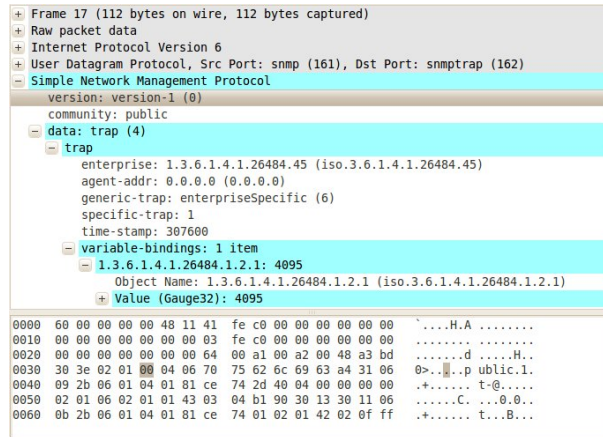 Frame 17 (112 bytes on wire, 112 bytes captured)
Raw packet data
Internet Protocol Version 6
User Datagram Protocol, Src Port: snmp (161), Dst Port: snmptrap (162)
Simple Network Management Protocol
version: version-1 (0)
community: public
data: trap (4)
trap
enterprise: 1.3.6.1.4.1.26484.45 (iso.3.6.1.4.1.26484.45)
agent-addr: 0.0.0.0 (0.0.0.0)
generic-trap: enterpriseSpecific (6)
specific-trap: 1
time-stamp: 307600
variable-bindings: 1 item
1.3.6.1.4.1.26484.1.2.1: 4095
Object Name: 1.3.6.1.4.1.26484.1.2.1 (iso.3.6.1.4.1.26484.1.2.1)
Value (Gauge32): 4095
0000 60 00 00 00 00 48 11 41 fe c0 00 00 00 00 00 00 `....H.A ........
0010 00 00 00 00 00 00 00 03 fe c0 00 00 00 00 00 00 ........ ........
0020 00 00 00 00 00 00 00 64 00 a1 00 a2 00 48 a3 bd .......d .....H..
0030 30 3e 02 01 00 04 06 70 75 62 6c 69 63 a4 31 06 0>.....p ublic.1.
0040 09 2b 06 01 04 01 81 ce 74 2d 40 04 00 00 00 00 .+...... t-@.....
0050 02 01 06 02 01 01 43 03 04 b1 90 30 13 30 11 06 ......C. ...0.0..
0060 0b 2b 06 01 04 01 81 ce 74 01 02 01 42 02 0f ff .+...... t...B...